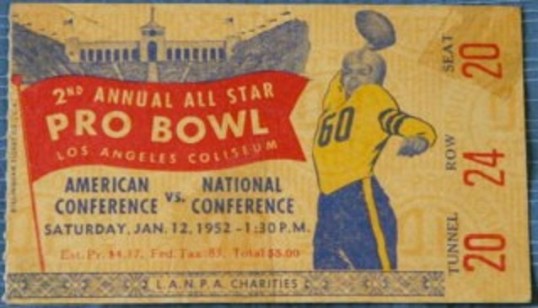 2ND ANNUAL ALL STAR
PRO BOWL
LOS ANGELES COLISEUM
AMERICAN CONFERENCE VS. NATIONAL CONFERENCE
SATURDAY, JAN. 12, 1952 - 1:30 P.M.
Est. Pr. $4.17, Fed. Tax .83, Total $5.00
L.A.N.P.A. CHARITIES
60
SEAT 20
ROW 24
TUNNEL 20